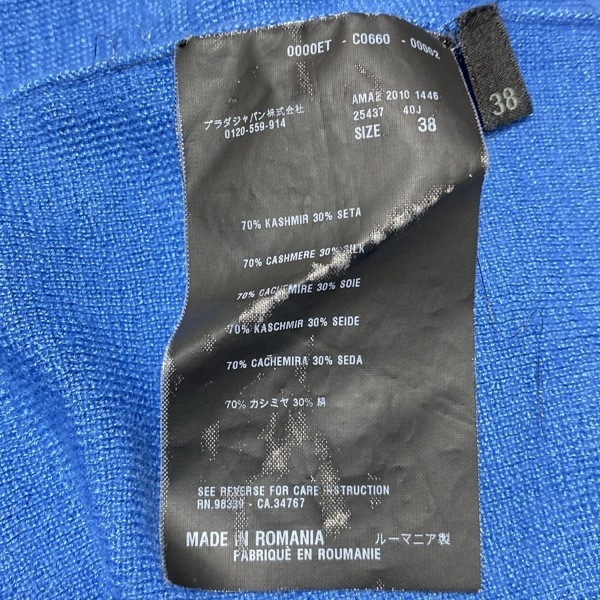 0000ET - C0660 - 00002
プラダジャパン株式会社
0120-559-914
AMA2 2010 1446
25437 40J
SIZE 38
38
70% KASHMIR 30% SETA
70% CASHMERE 30% SILK
70% CACHEMIRE 30% SOIE
70% KASCHMIR 30% SEIDE
70% CACHEMIRA 30% SEDA
70% カシミヤ 30% 絹
SEE REVERSE FOR CARE INSTRUCTION
RN.98339 - CA.34767
MADE IN ROMANIA ルーマニア製
FABRIQUÉ EN ROUMANIE